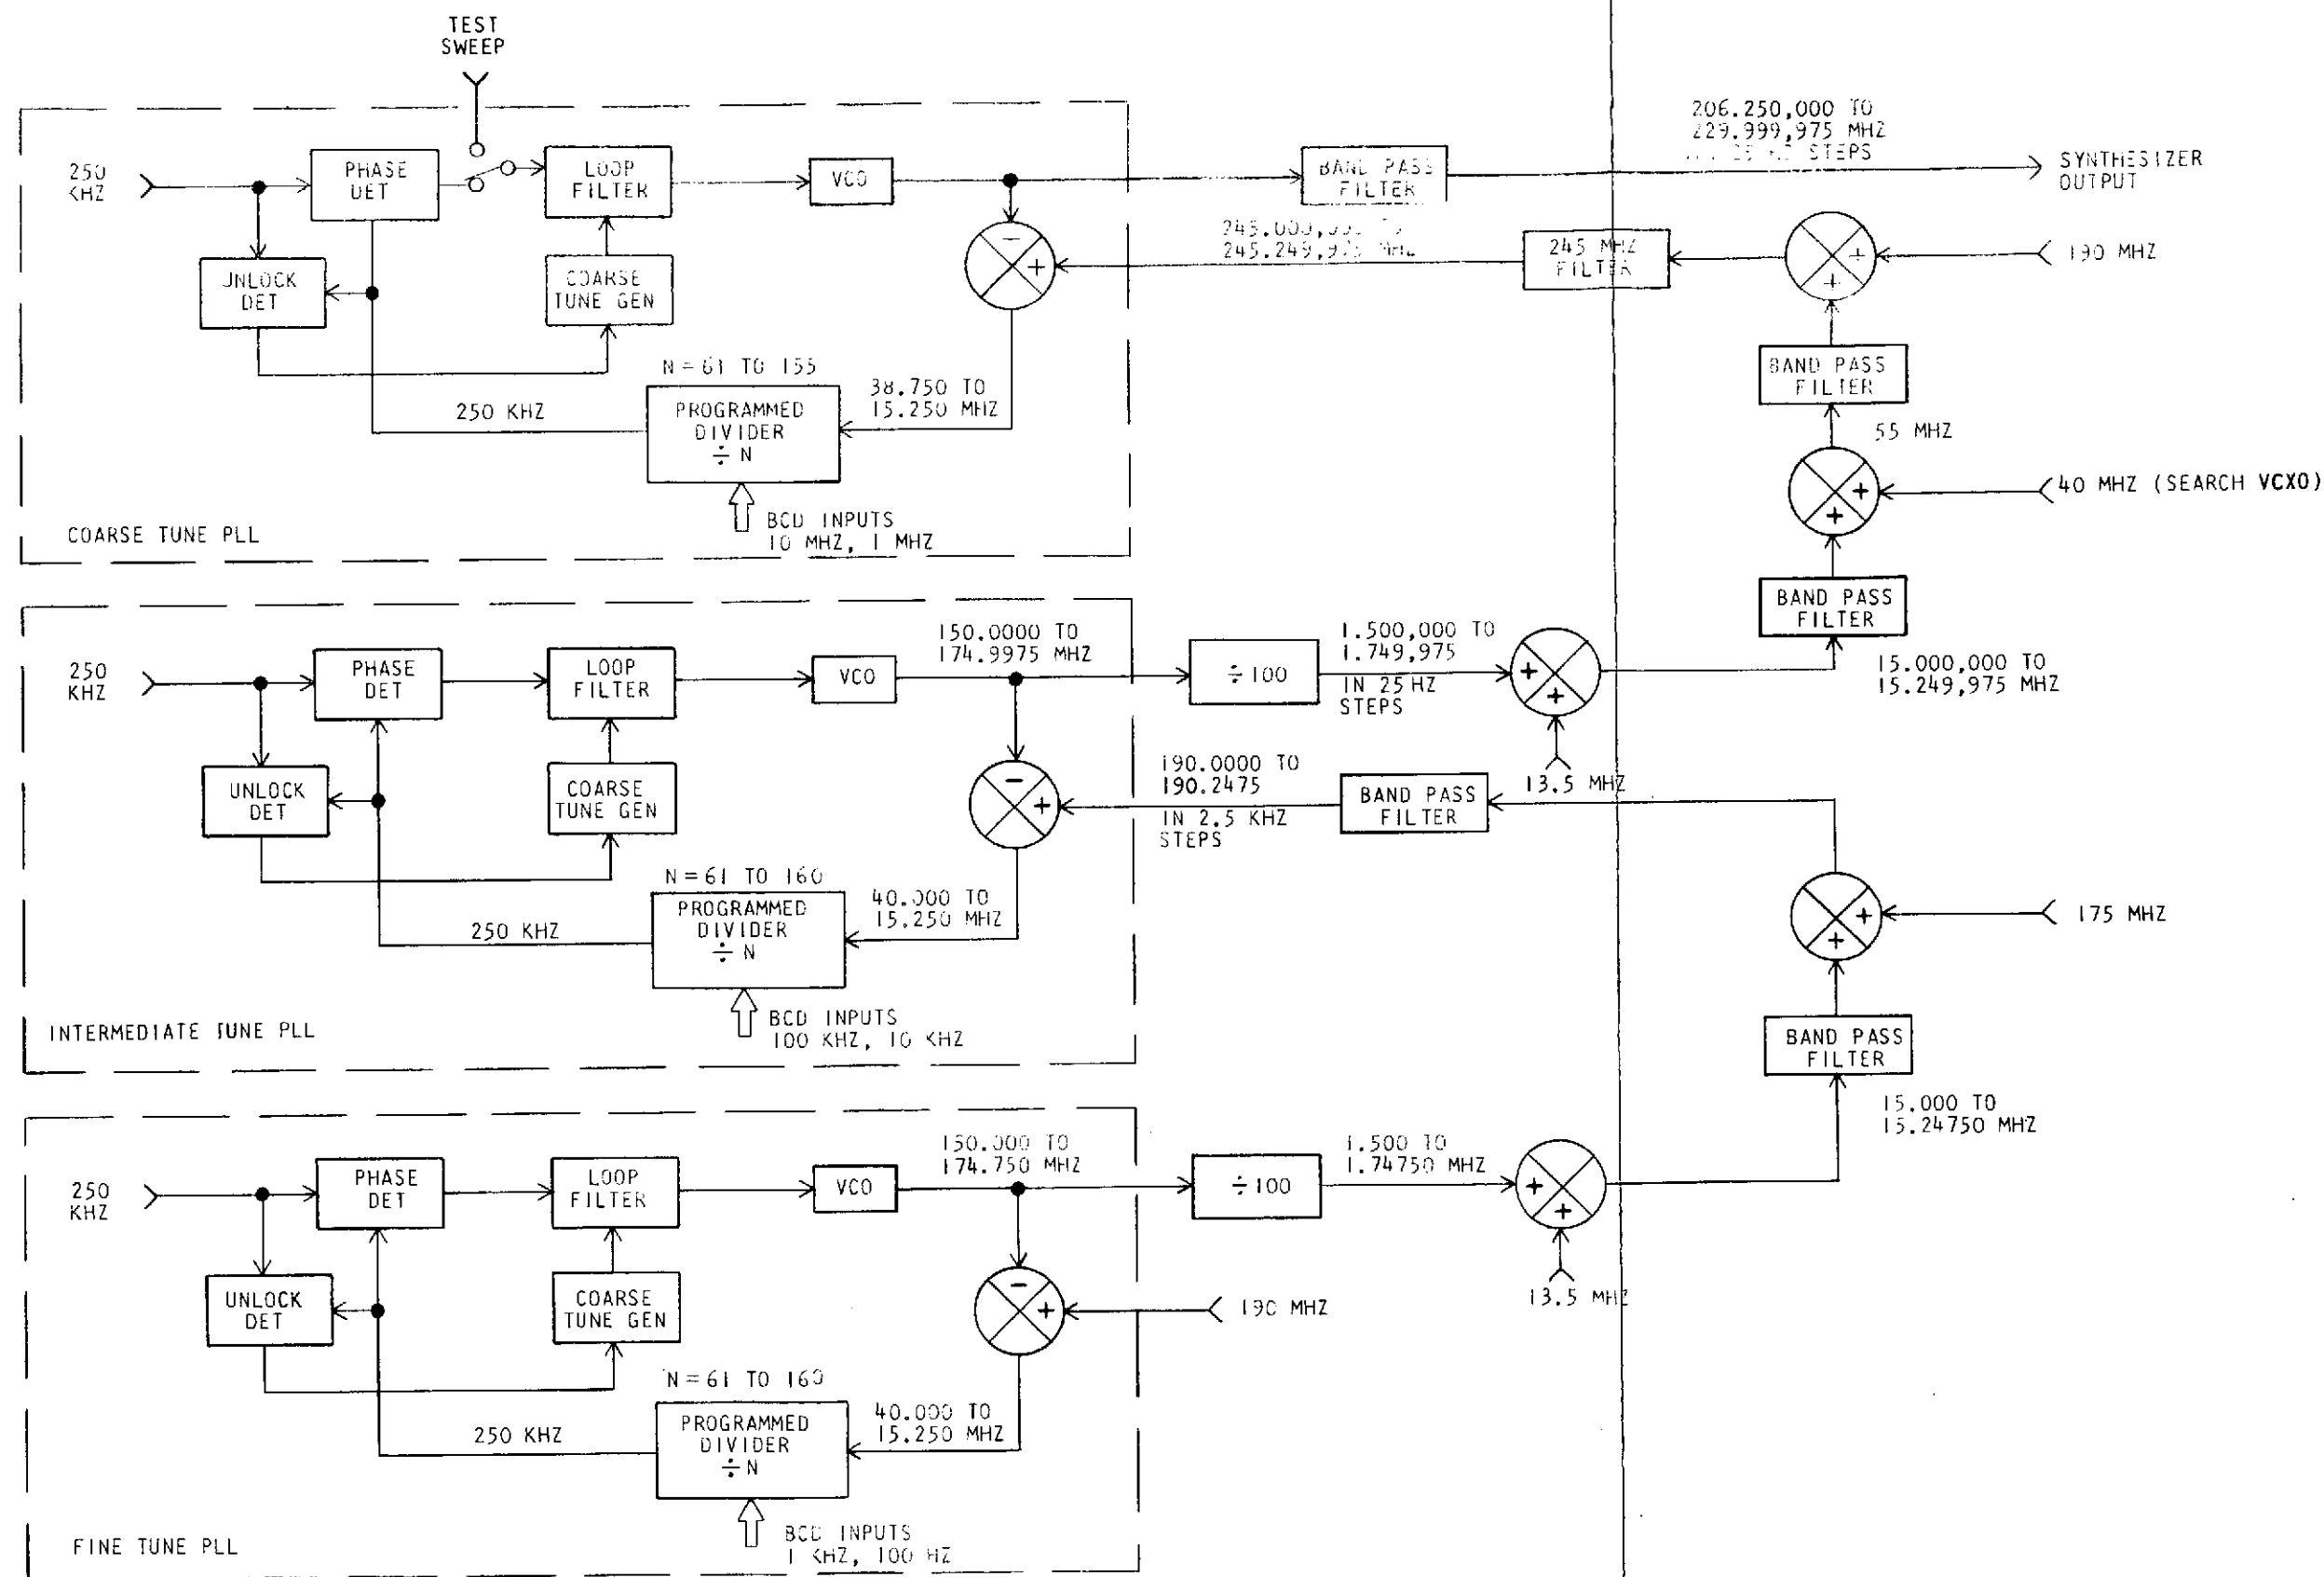 TEST
SWEEP
250
KHZ
PHASE
DET
LOOP
FILTER
VCO
BAND PASS
FILTER
206.250,000 TO
229.999,975 MHZ
STEPS
SYNTHESIZER
OUTPUT
UNLOCK
DET
COARSE
TUNE GEN
−
+
TO
245.249,975 MHZ
245 MHZ
FILTER
+
+
190 MHZ
N = 61 TO 155
250 KHZ
PROGRAMMED
DIVIDER
÷ N
38.750 TO
15.250 MHZ
BCD INPUTS
10 MHZ, 1 MHZ
COARSE TUNE PLL
BAND PASS
FILTER
55 MHZ
+
+
40 MHZ (SEARCH VCXO)
BAND PASS
FILTER
15.000,000 TO
15.249,975 MHZ
250
KHZ
PHASE
DET
LOOP
FILTER
VCO
150.0000 TO
174.9975 MHZ
÷ 100
1.500,000 TO
1.749,975
IN 25 HZ
STEPS
+
+
13.5 MHZ
UNLOCK
DET
COARSE
TUNE GEN
−
+
190.0000 TO
190.2475
IN 2.5 KHZ
STEPS
BAND PASS
FILTER
N = 61 TO 160
250 KHZ
PROGRAMMED
DIVIDER
÷ N
40.000 TO
15.250 MHZ
BCD INPUTS
100 KHZ, 10 KHZ
INTERMEDIATE TUNE PLL
+
+
175 MHZ
BAND PASS
FILTER
15.000 TO
15.24750 MHZ
250
KHZ
PHASE
DET
LOOP
FILTER
VCO
150.000 TO
174.750 MHZ
÷ 100
1.500 TO
1.74750 MHZ
+
+
13.5 MHZ
UNLOCK
DET
COARSE
TUNE GEN
−
+
190 MHZ
N = 61 TO 160
250 KHZ
PROGRAMMED
DIVIDER
÷ N
40.000 TO
15.250 MHZ
BCD INPUTS
1 KHZ, 100 HZ
FINE TUNE PLL